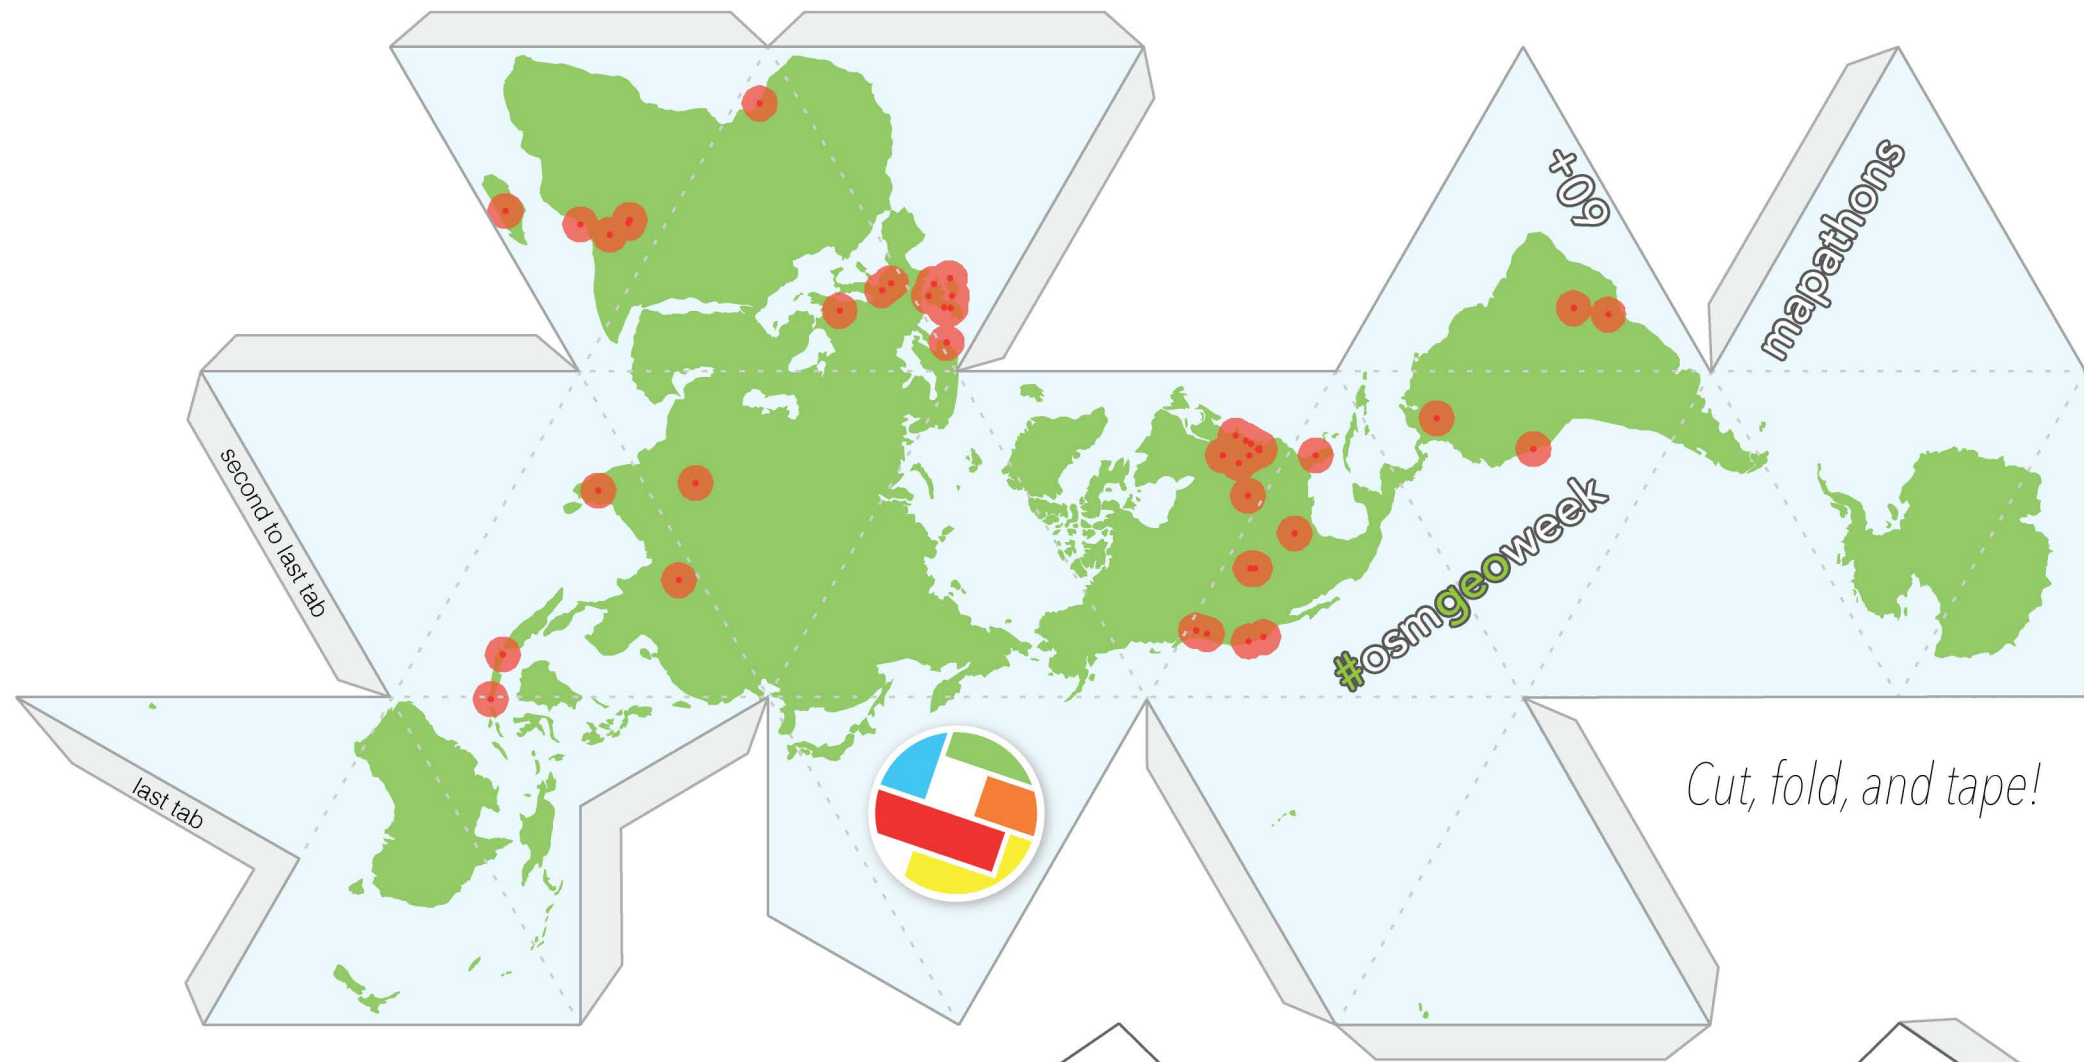 60+
mapathons
second to last tab
#osmgeoweek
last tab
Cut, fold, and tape!